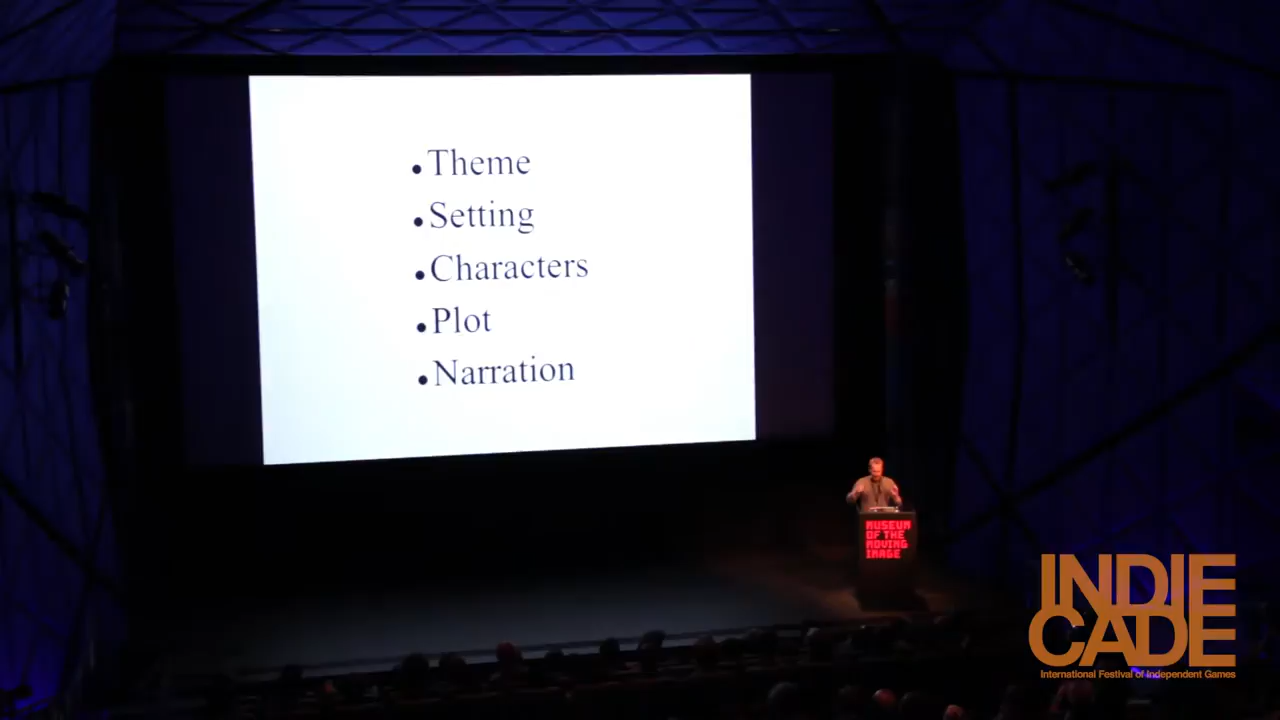 • Theme
• Setting
• Characters
• Plot
• Narration
MUSEUM
OF THE
MOVING
IMAGE
INDIE
CADE
International Festival of Independent Games